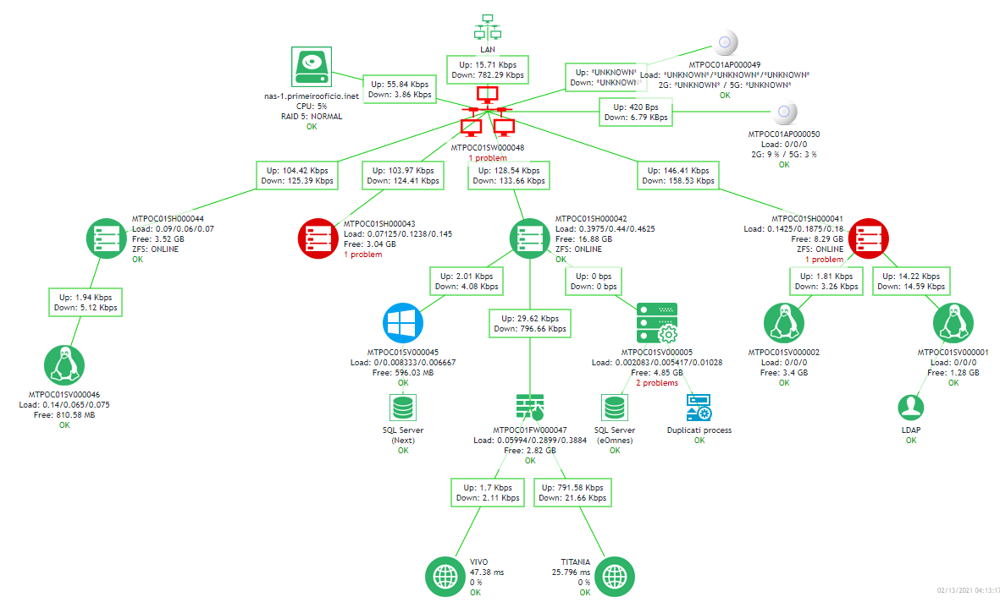 LAN
Up: 15.71 Kbps
Down: 782.29 Kbps
nas-1.primeirooficio.inet
CPU: 5%
RAID 5: NORMAL
OK
Up: 55.84 Kbps
Down: 3.86 Kbps
Up: *UNKNOWN*
Down: *UNKNOWN*
MTPOC01AP000049
Load: *UNKNOWN*/*UNKNOWN*/*UNKNOWN*
2G: *UNKNOWN* / 5G: *UNKNOWN*
OK
Up: 420 Bps
Down: 6.79 KBps
MTPOC01AP000050
Load: 0/0/0
2G: 9 % / 5G: 3 %
OK
MTPOC01SW000048
1 problem
Up: 104.42 Kbps
Down: 125.39 Kbps
Up: 103.97 Kbps
Down: 124.41 Kbps
Up: 128.54 Kbps
Down: 133.66 Kbps
Up: 146.41 Kbps
Down: 158.53 Kbps
MTPOC01SH000044
Load: 0.09/0.06/0.07
Free: 3.52 GB
ZFS: ONLINE
OK
MTPOC01SH000043
Load: 0.07125/0.1238/0.145
Free: 3.04 GB
1 problem
MTPOC01SH000042
Load: 0.3975/0.44/0.4625
Free: 16.88 GB
ZFS: ONLINE
OK
MTPOC01SH000041
Load: 0.1425/0.1875/0.18
Free: 8.29 GB
ZFS: ONLINE
1 problem
Up: 1.94 Kbps
Down: 5.12 Kbps
Up: 2.01 Kbps
Down: 4.08 Kbps
Up: 29.62 Kbps
Down: 796.66 Kbps
Up: 0 bps
Down: 0 bps
Up: 1.81 Kbps
Down: 3.26 Kbps
Up: 14.22 Kbps
Down: 14.59 Kbps
MTPOC01SV000046
Load: 0.14/0.065/0.075
Free: 810.58 MB
OK
MTPOC01SV000045
Load: 0/0.008333/0.006667
Free: 596.03 MB
OK
MTPOC01SV000005
Load: 0.002083/0.005417/0.01028
Free: 4.85 GB
2 problems
MTPOC01SV000002
Load: 0/0/0
Free: 3.4 GB
OK
MTPOC01SV000001
Load: 0/0/0
Free: 1.28 GB
OK
SQL Server
(Next)
OK
MTPOC01FW000047
Load: 0.05994/0.2899/0.3884
Free: 2.82 GB
OK
SQL Server
(eOmnes)
OK
Duplicati process
OK
LDAP
OK
Up: 1.7 Kbps
Down: 2.11 Kbps
Up: 791.58 Kbps
Down: 21.66 Kbps
VIVO
47.38 ms
0 %
OK
TITANIA
25.796 ms
0 %
OK
02/13/2021 04:13:17